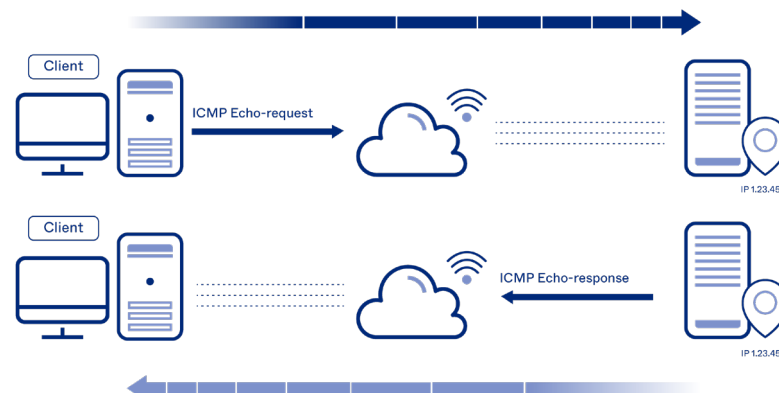 Client
ICMP Echo-request
IP 1.23.45
Client
ICMP Echo-response
IP 1.23.45